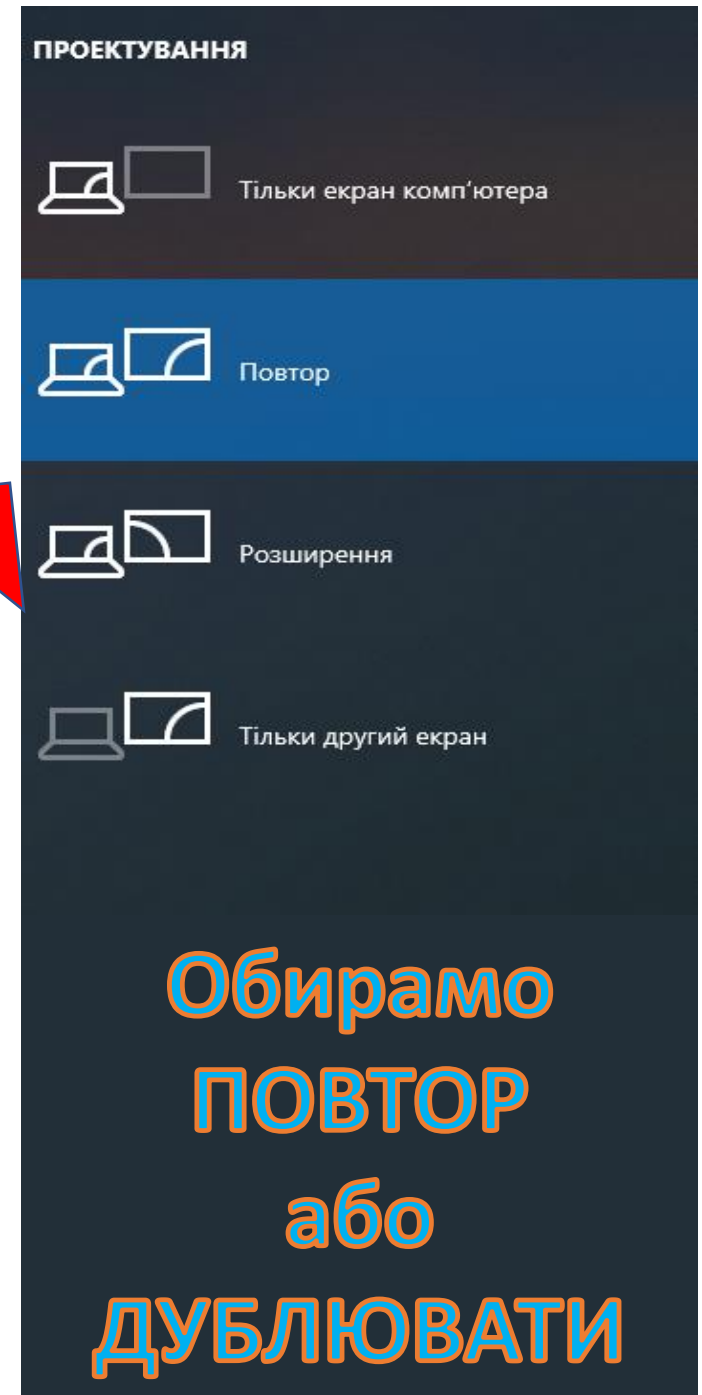 ПРОЕКТУВАННЯ
Тільки екран комп'ютера
Повтор
Розширення
Тільки другий екран
Обирамо
ПОВТОР
або
ДУБЛЮВАТИ